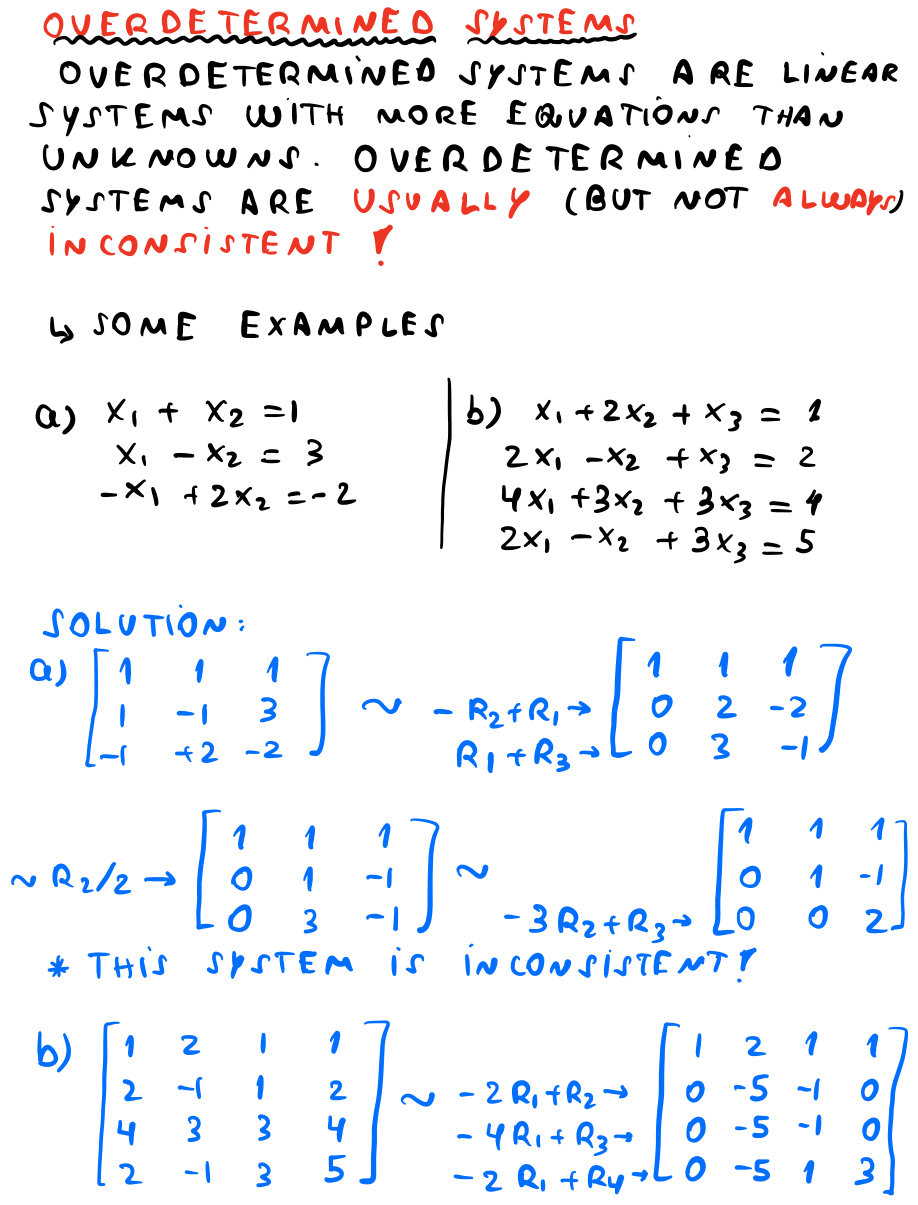 OVERDETERMINED SYSTEMS
OVERDETERMINED SYSTEMS ARE LINEAR
SYSTEMS WITH MORE EQUATIONS THAN
UNKNOWNS. OVERDETERMINED
SYSTEMS ARE USUALLY (BUT NOT ALWAYS)
INCONSISTENT!
↳ SOME EXAMPLES
a) x₁ + x₂ = 1
x₁ - x₂ = 3
-x₁ + 2x₂ = -2
b) x₁ + 2x₂ + x₃ = 1
2x₁ - x₂ + x₃ = 2
4x₁ + 3x₂ + 3x₃ = 4
2x₁ - x₂ + 3x₃ = 5
SOLUTION:
a) [1 1 1
1 -1 3
-1 +2 -2] ~ -R₂+R₁→ R₁+R₃→ [1 1 1
0 2 -2
0 3 -1]
~ R₂/2 → [1 1 1
0 1 -1
0 3 -1] ~ -3R₂+R₃→ [1 1 1
0 1 -1
0 0 2]
* THIS SYSTEM IS INCONSISTENT!
b) [1 2 1 1
2 -1 1 2
4 3 3 4
2 -1 3 5] ~ -2R₁+R₂→ -4R₁+R₃→ -2R₁+R₄→ [1 2 1 1
0 -5 -1 0
0 -5 -1 0
0 -5 1 3]